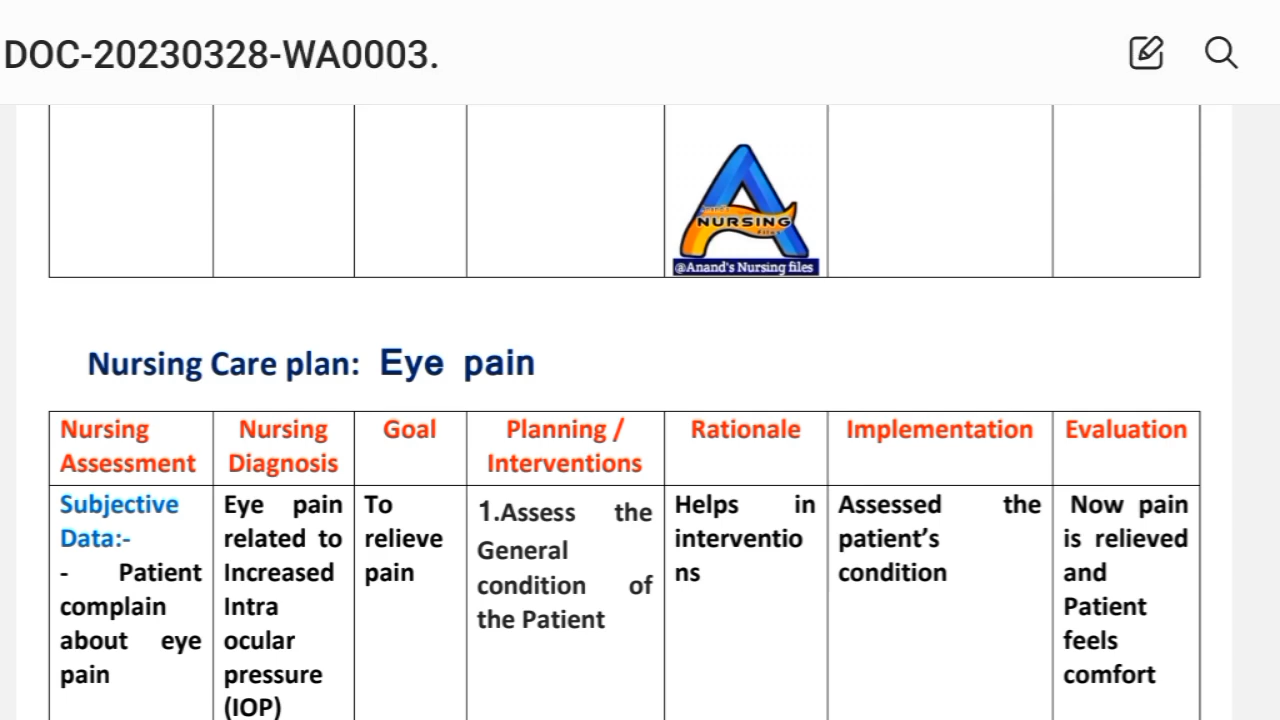 DOC-20230328-WA0003.
NURSING
@Anand's Nursing files
Nursing Care plan: Eye pain
Nursing Assessment
Nursing Diagnosis
Goal
Planning / Interventions
Rationale
Implementation
Evaluation
Subjective
Data:-
- Patient
complain
about eye
pain
Eye pain
related to
Increased
Intra
ocular
pressure
(IOP)
To
relieve
pain
1.Assess the
General
condition of
the Patient
Helps in
interventio
ns
Assessed the
patient's
condition
Now pain
is relieved
and
Patient
feels
comfort